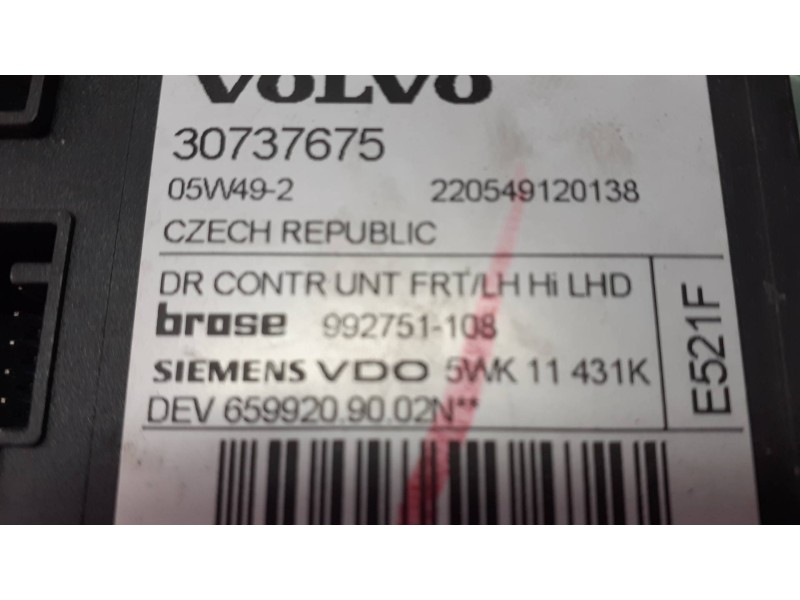 VOLVO
30737675
05W49-2 220549120138
CZECH REPUBLIC
DR CONTR UNT FRT/LH Hi LHD
brose 992751-108
SIEMENS VDO 5WK 11 431K
DEV 659920.90.02N**
E521F